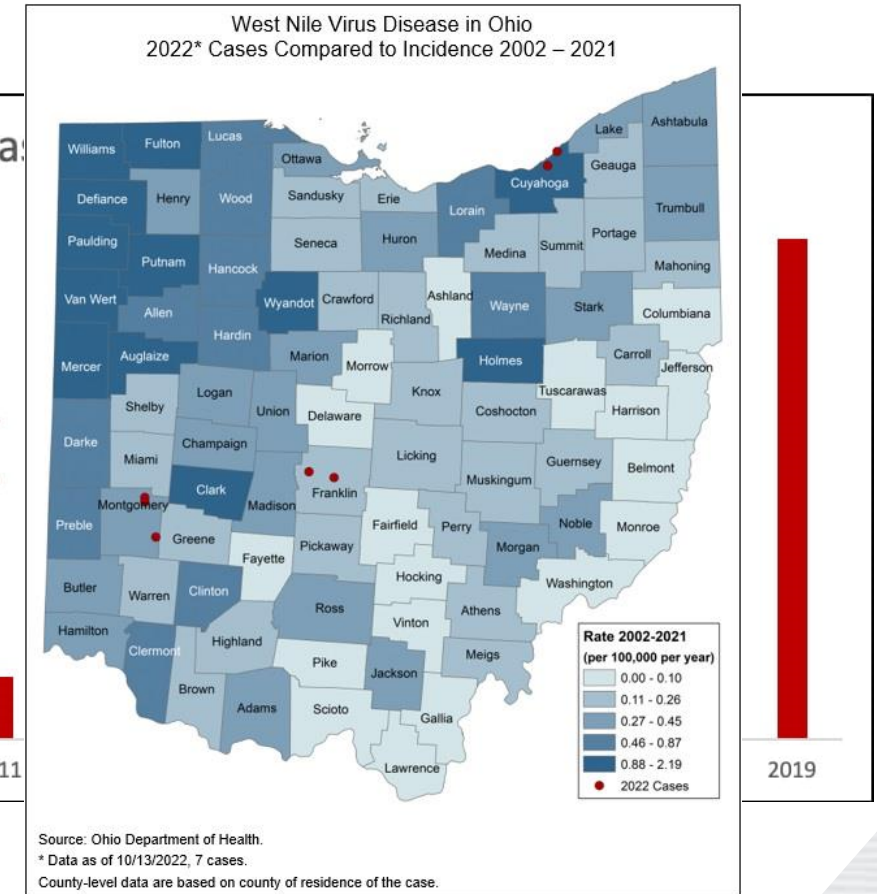 West Nile Virus Disease in Ohio
2022* Cases Compared to Incidence 2002 – 2021
Williams
Fulton
Lucas
Ottawa
Lake
Ashtabula
Geauga
Cuyahoga
Defiance
Henry
Wood
Sandusky
Erie
Lorain
Trumbull
Paulding
Seneca
Huron
Medina
Summit
Portage
Putnam
Hancock
Mahoning
Van Wert
Allen
Wyandot
Crawford
Richland
Ashland
Wayne
Stark
Columbiana
Hardin
Mercer
Auglaize
Marion
Morrow
Holmes
Carroll
Jefferson
Shelby
Logan
Union
Delaware
Knox
Coshocton
Tuscarawas
Harrison
Darke
Miami
Champaign
Licking
Muskingum
Guernsey
Belmont
Clark
Madison
Franklin
Montgomery
Preble
Greene
Fayette
Pickaway
Fairfield
Perry
Morgan
Noble
Monroe
Butler
Warren
Clinton
Ross
Hocking
Athens
Washington
Hamilton
Clermont
Highland
Vinton
Meigs
Brown
Adams
Pike
Jackson
Scioto
Gallia
Lawrence
Rate 2002-2021
(per 100,000 per year)
0.00 - 0.10
0.11 - 0.26
0.27 - 0.45
0.46 - 0.87
0.88 - 2.19
2022 Cases
2019
Source: Ohio Department of Health.
* Data as of 10/13/2022, 7 cases.
County-level data are based on county of residence of the case.